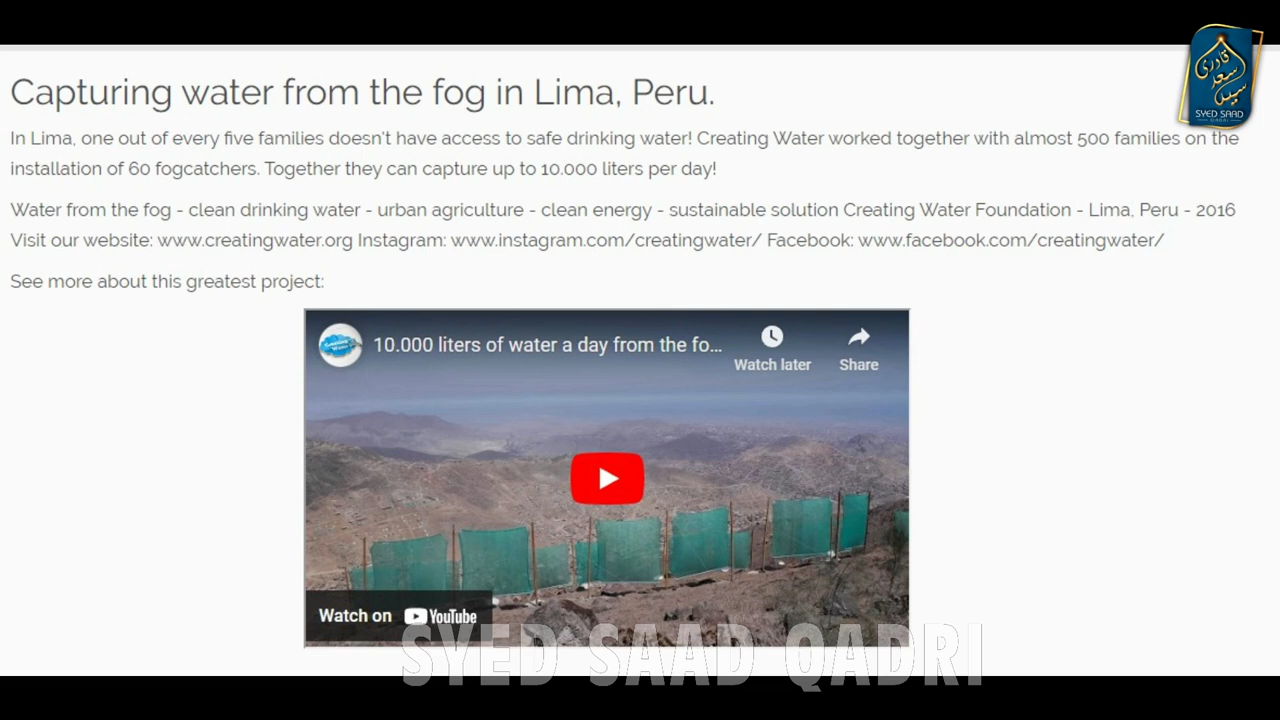 Capturing water from the fog in Lima, Peru.
In Lima, one out of every five families doesn't have access to safe drinking water! Creating Water worked together with almost 500 families on the
installation of 60 fogcatchers. Together they can capture up to 10.000 liters per day!
Water from the fog - clean drinking water - urban agriculture - clean energy - sustainable solution Creating Water Foundation - Lima, Peru - 2016
Visit our website: www.creatingwater.org Instagram: www.instagram.com/creatingwater/ Facebook: www.facebook.com/creatingwater/
See more about this greatest project:
10.000 liters of water a day from the fo...
Watch later
Share
Watch on YouTube
SYED SAAD QADRI
قادری
سعد
سید
SYED SAAD
QADRI